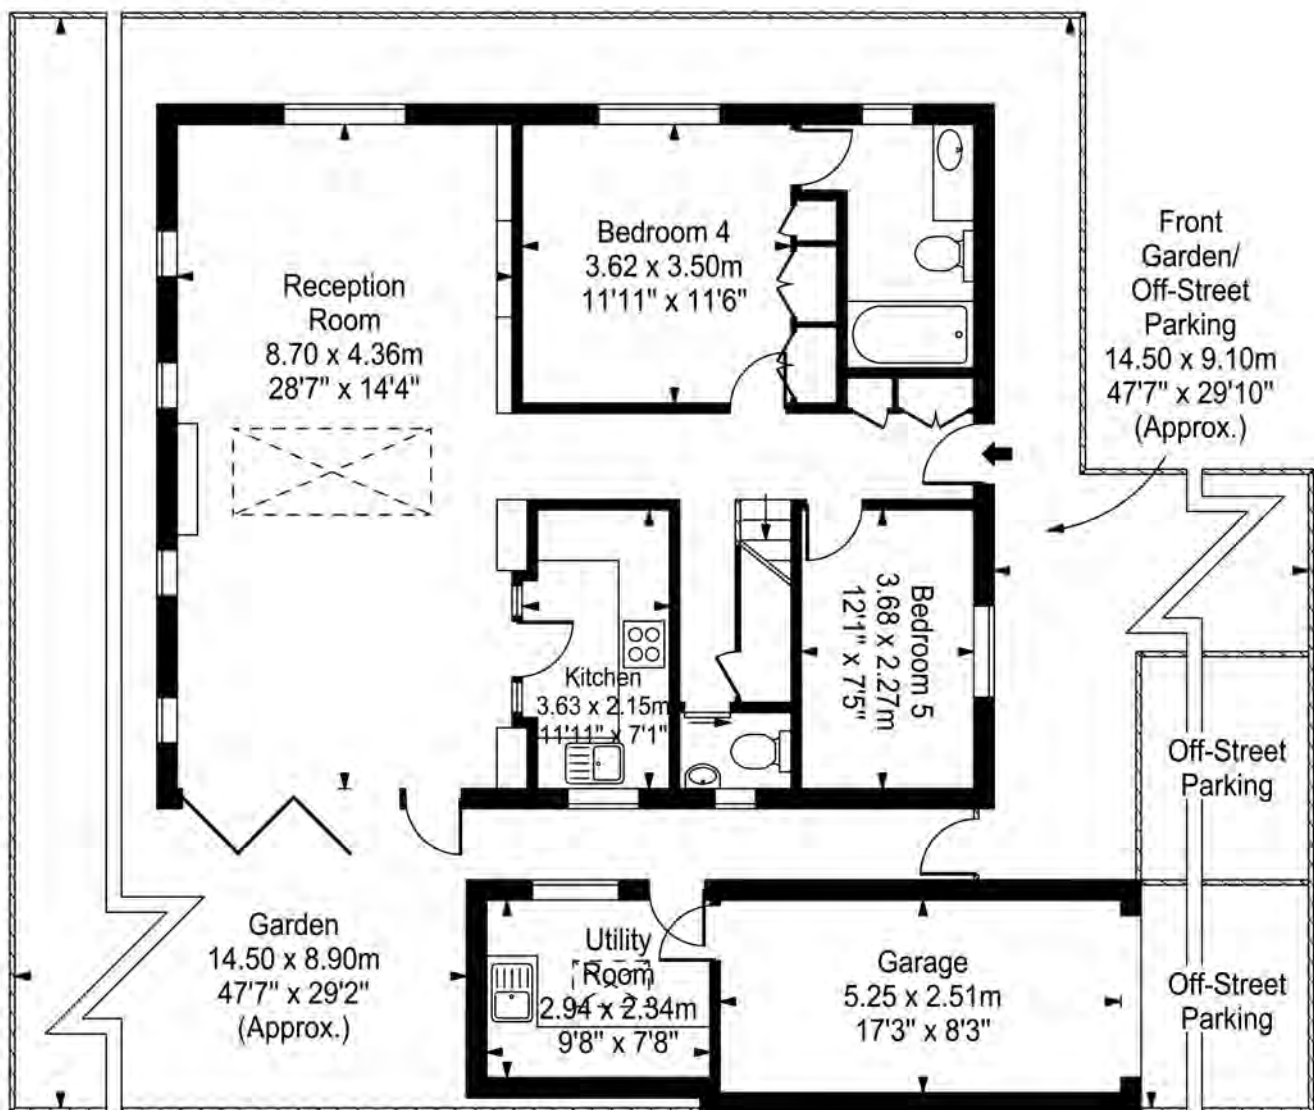 Reception
Room
8.70 x 4.36m
28'7" x 14'4"
Bedroom 4
3.62 x 3.50m
11'11" x 11'6"
Front
Garden/
Off-Street
Parking
14.50 x 9.10m
47'7" x 29'10"
(Approx.)
Kitchen
3.63 x 2.15m
11'11" x 7'1"
Bedroom 5
3.68 x 2.27m
12'1" x 7'5"
Off-Street
Parking
Garden
14.50 x 8.90m
47'7" x 29'2"
(Approx.)
Utility
Room
2.94 x 2.34m
9'8" x 7'8"
Garage
5.25 x 2.51m
17'3" x 8'3"
Off-Street
Parking